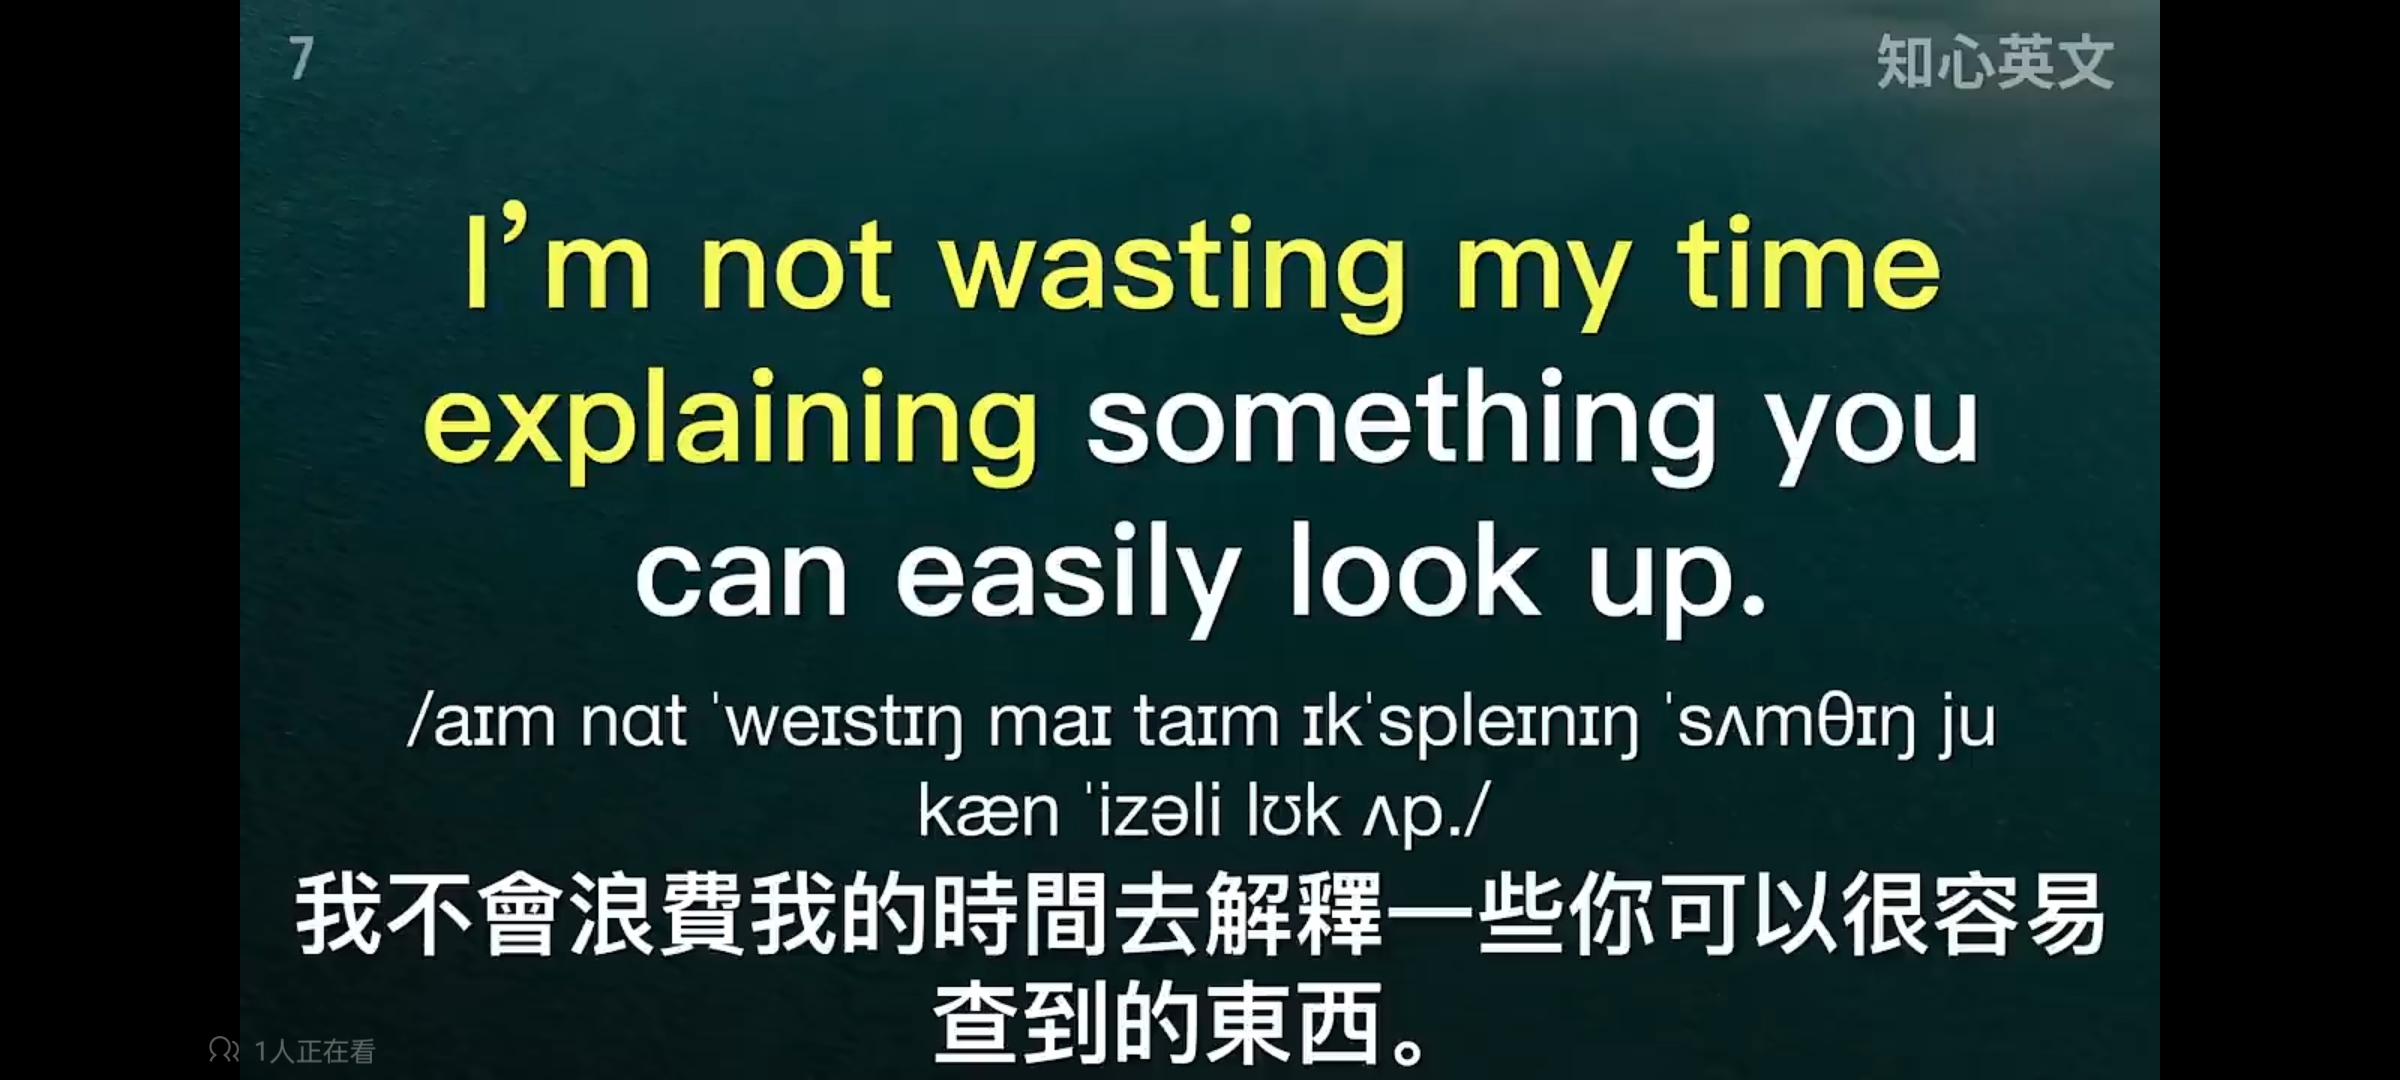 7
知心英文
I’m not wasting my time
explaining something you
can easily look up.
/aɪm nɑt ˈweɪstɪŋ maɪ taɪm ɪkˈspleɪnɪŋ ˈsʌmθɪŋ ju
kæn ˈizəli lʊk ʌp./
我不會浪費我的時間去解釋一些你可以很容易
查到的東西。
1人正在看